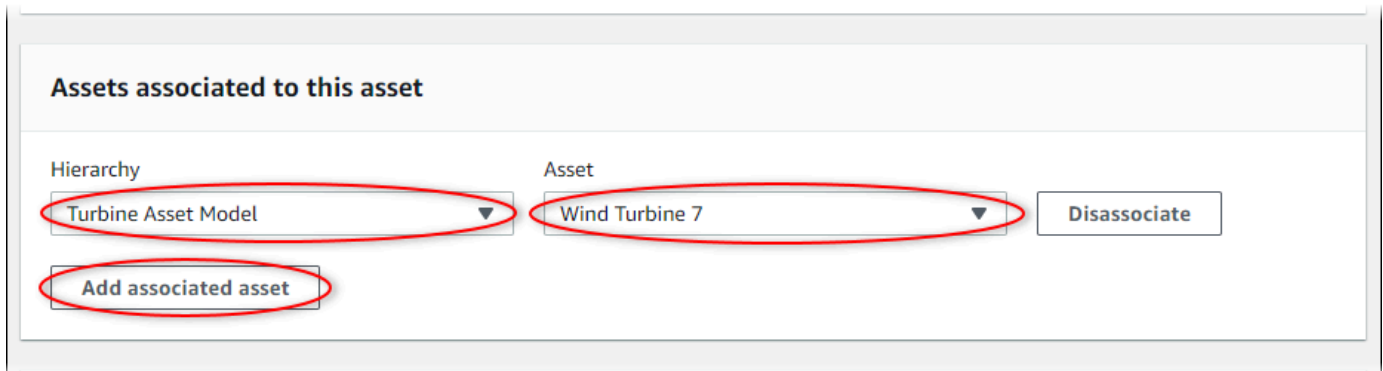 Assets associated to this asset
Hierarchy
Asset
Turbine Asset Model
Wind Turbine 7
Disassociate
Add associated asset